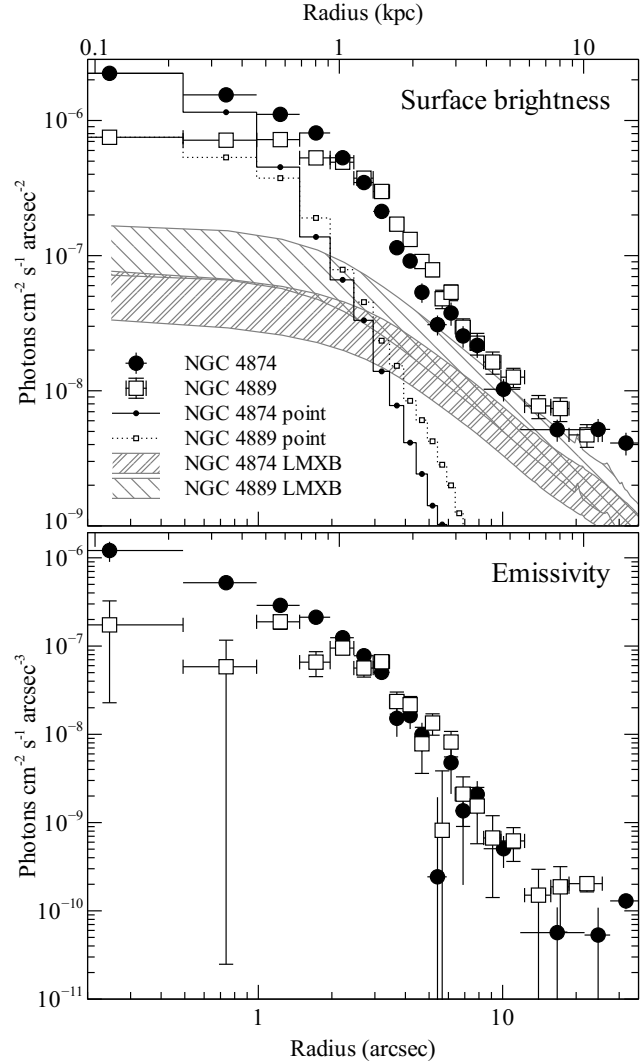 Radius (kpc)
0.1 1 10
Surface brightness
Photons cm⁻² s⁻¹ arcsec⁻²
10⁻⁶
10⁻⁷
10⁻⁸
10⁻⁹
NGC 4874
NGC 4889
NGC 4874 point
NGC 4889 point
NGC 4874 LMXB
NGC 4889 LMXB
Emissivity
Photons cm⁻² s⁻¹ arcsec⁻³
10⁻⁶
10⁻⁷
10⁻⁸
10⁻⁹
10⁻¹⁰
10⁻¹¹
1 10
Radius (arcsec)